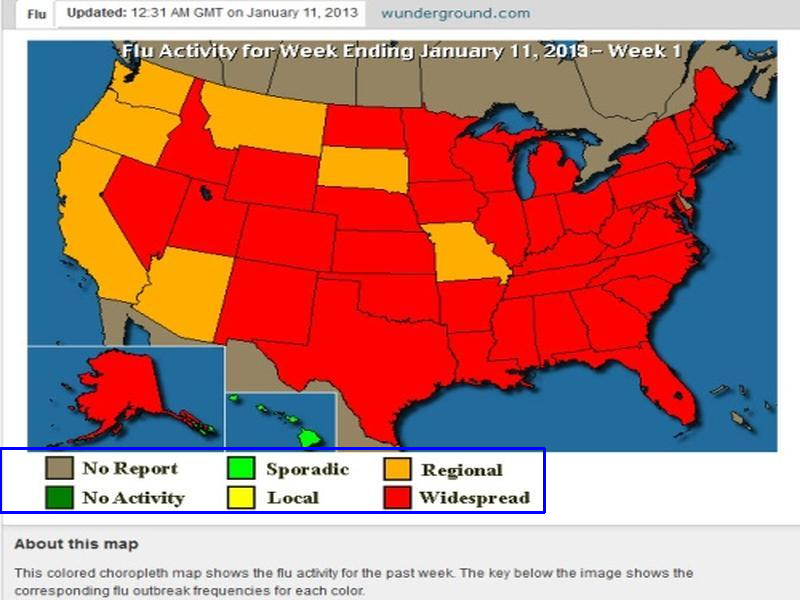 Flu Updated: 12:31 AM GMT on January 11, 2013 wunderground.com
Flu Activity for Week Ending January 11, 2013 - Week 1
No Report Sporadic Regional
No Activity Local Widespread
About this map
This colored choropleth map shows the flu activity for the past week. The key below the image shows the
corresponding flu outbreak frequencies for each color.